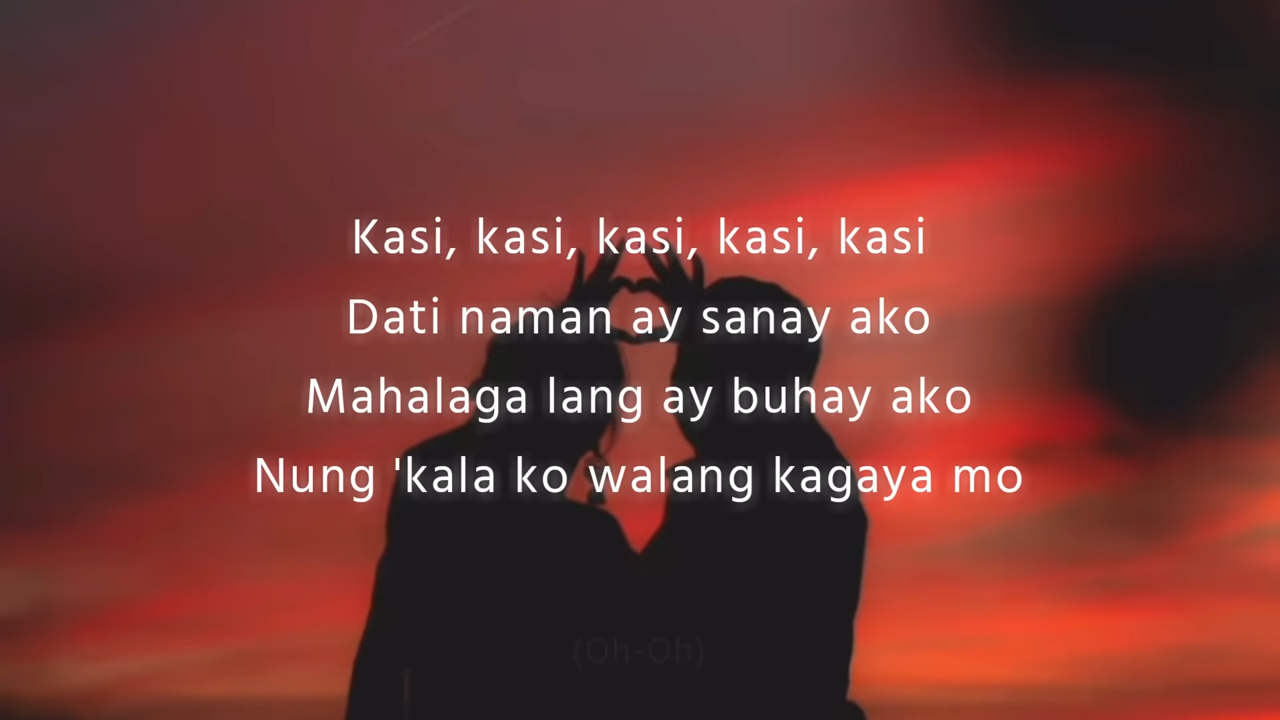 Kasi, kasi, kasi, kasi, kasi
Dati naman ay sanay ako
Mahalaga lang ay buhay ako
Nung 'kala ko walang kagaya mo
(Oh-Oh)